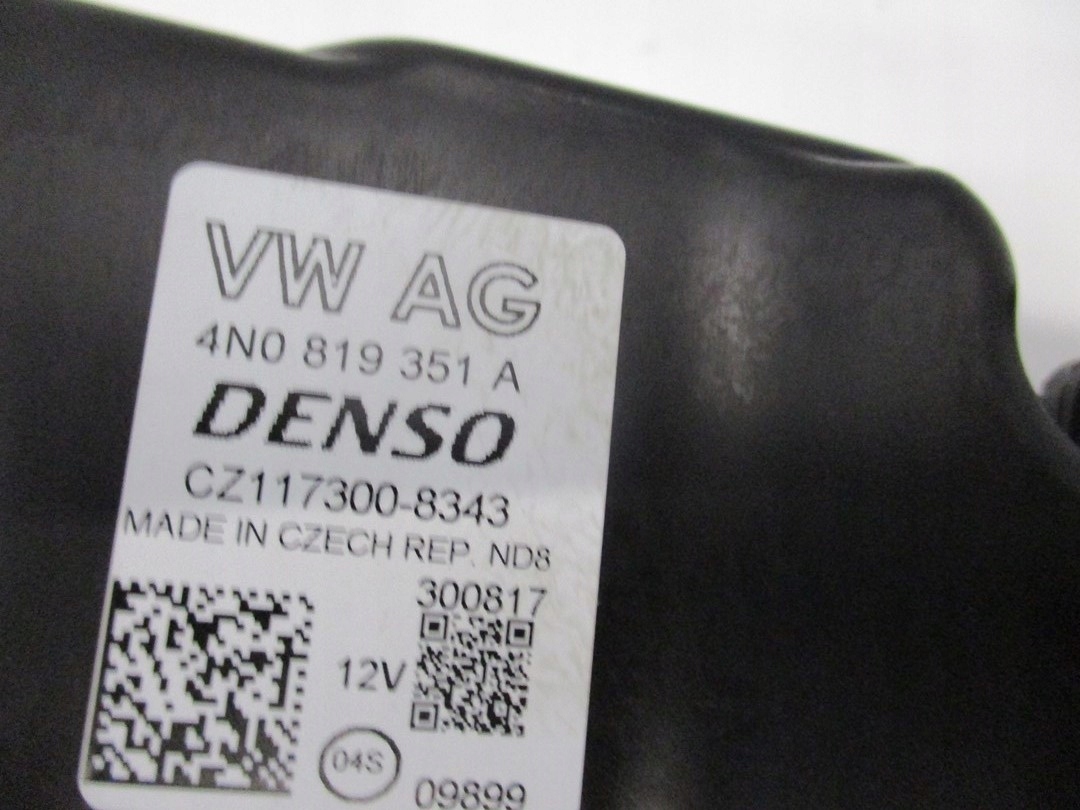 VW AG
4N0 819 351 A
DENSO
CZ117300-8343
MADE IN CZECH REP. ND8
300817
12V
04S
09899